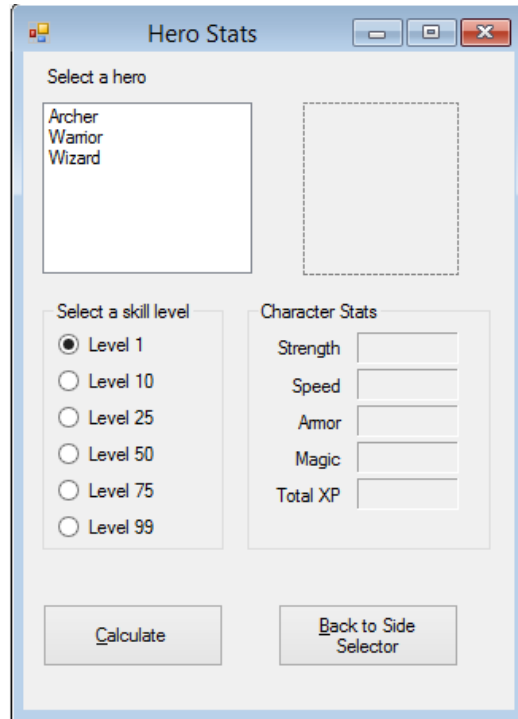 Hero Stats
Select a hero
Archer
Warrior
Wizard
Select a skill level
Level 1
Level 10
Level 25
Level 50
Level 75
Level 99
Character Stats
Strength
Speed
Armor
Magic
Total XP
Calculate
Back to Side
Selector